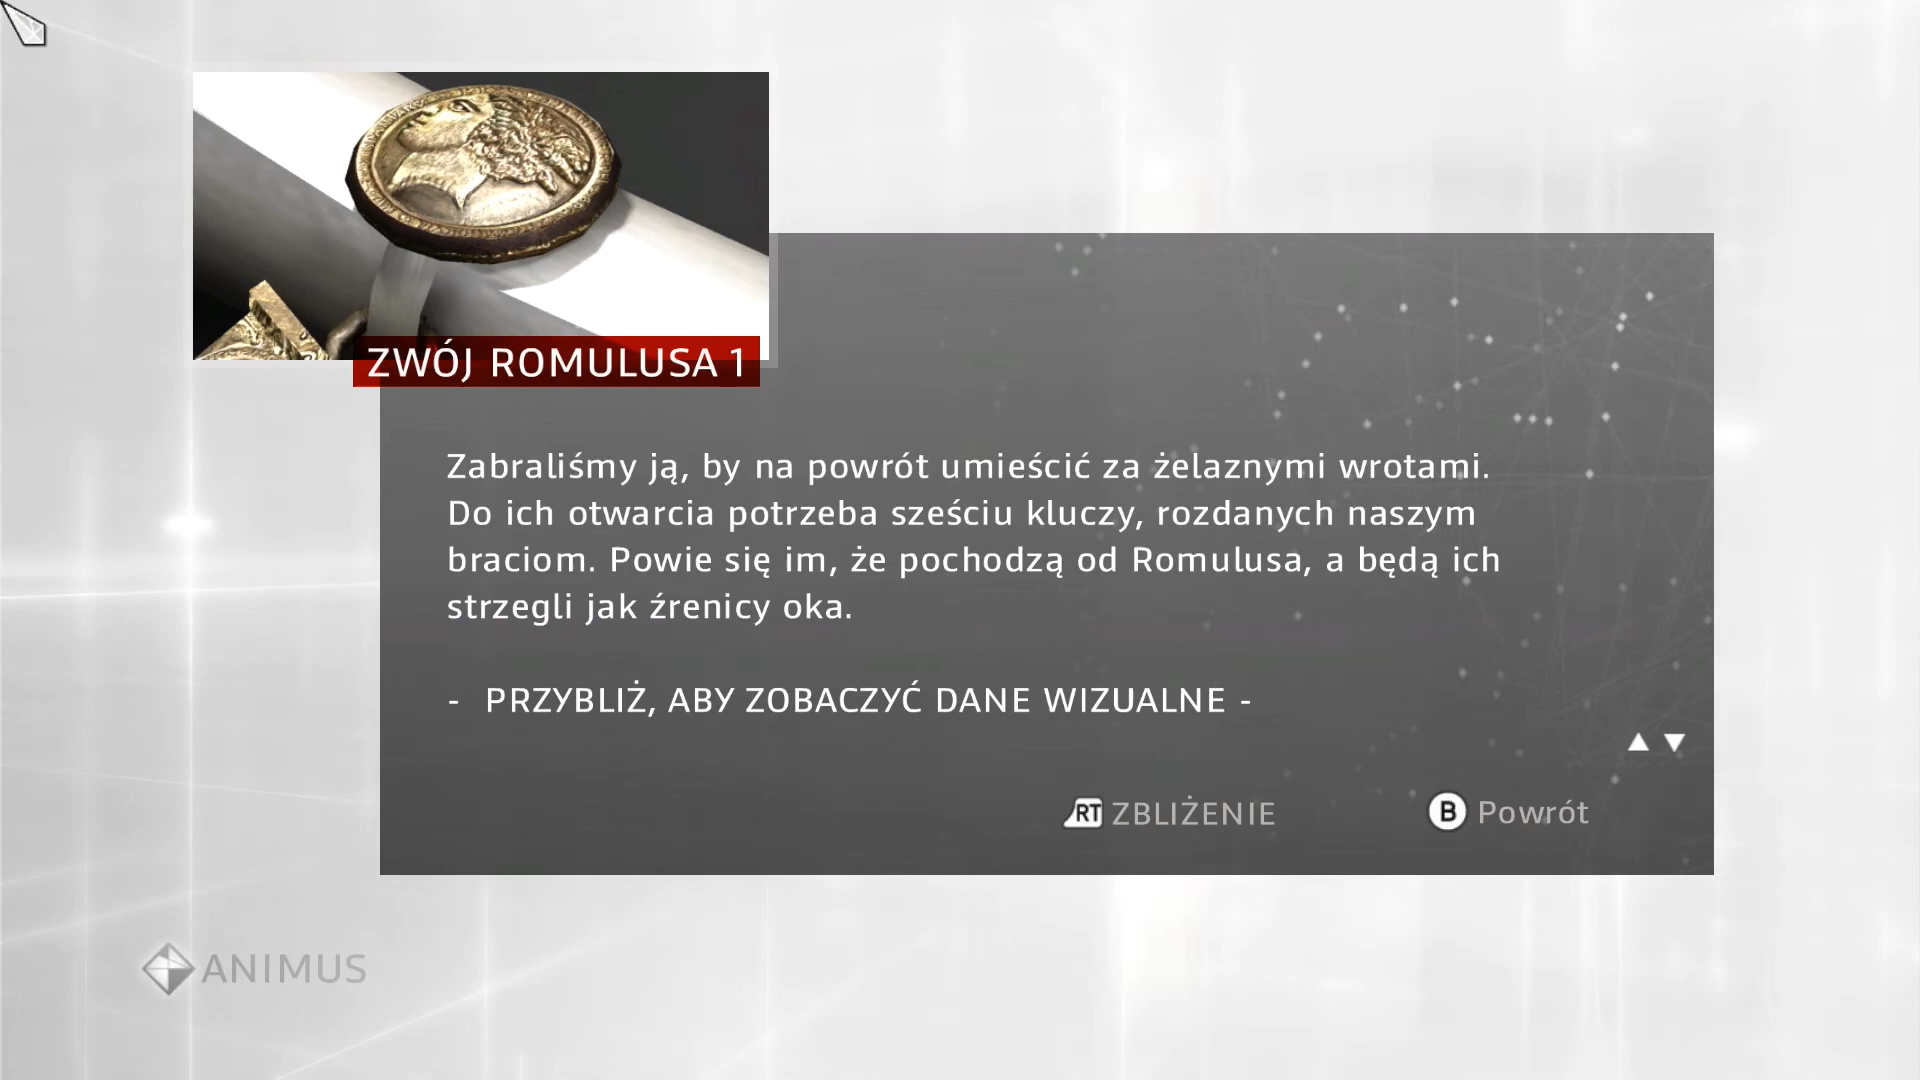 ZWÓJ ROMULUSA 1
Zabraliśmy ją, by na powrót umieścić za żelaznymi wrotami.
Do ich otwarcia potrzeba sześciu kluczy, rozdanych naszym
braciom. Powie się im, że pochodzą od Romulusa, a będą ich
strzegli jak źrenicy oka.
- PRZYBLIŻ, ABY ZOBACZYĆ DANE WIZUALNE -
RT ZBLIŻENIE
B Powrót
ANIMUS